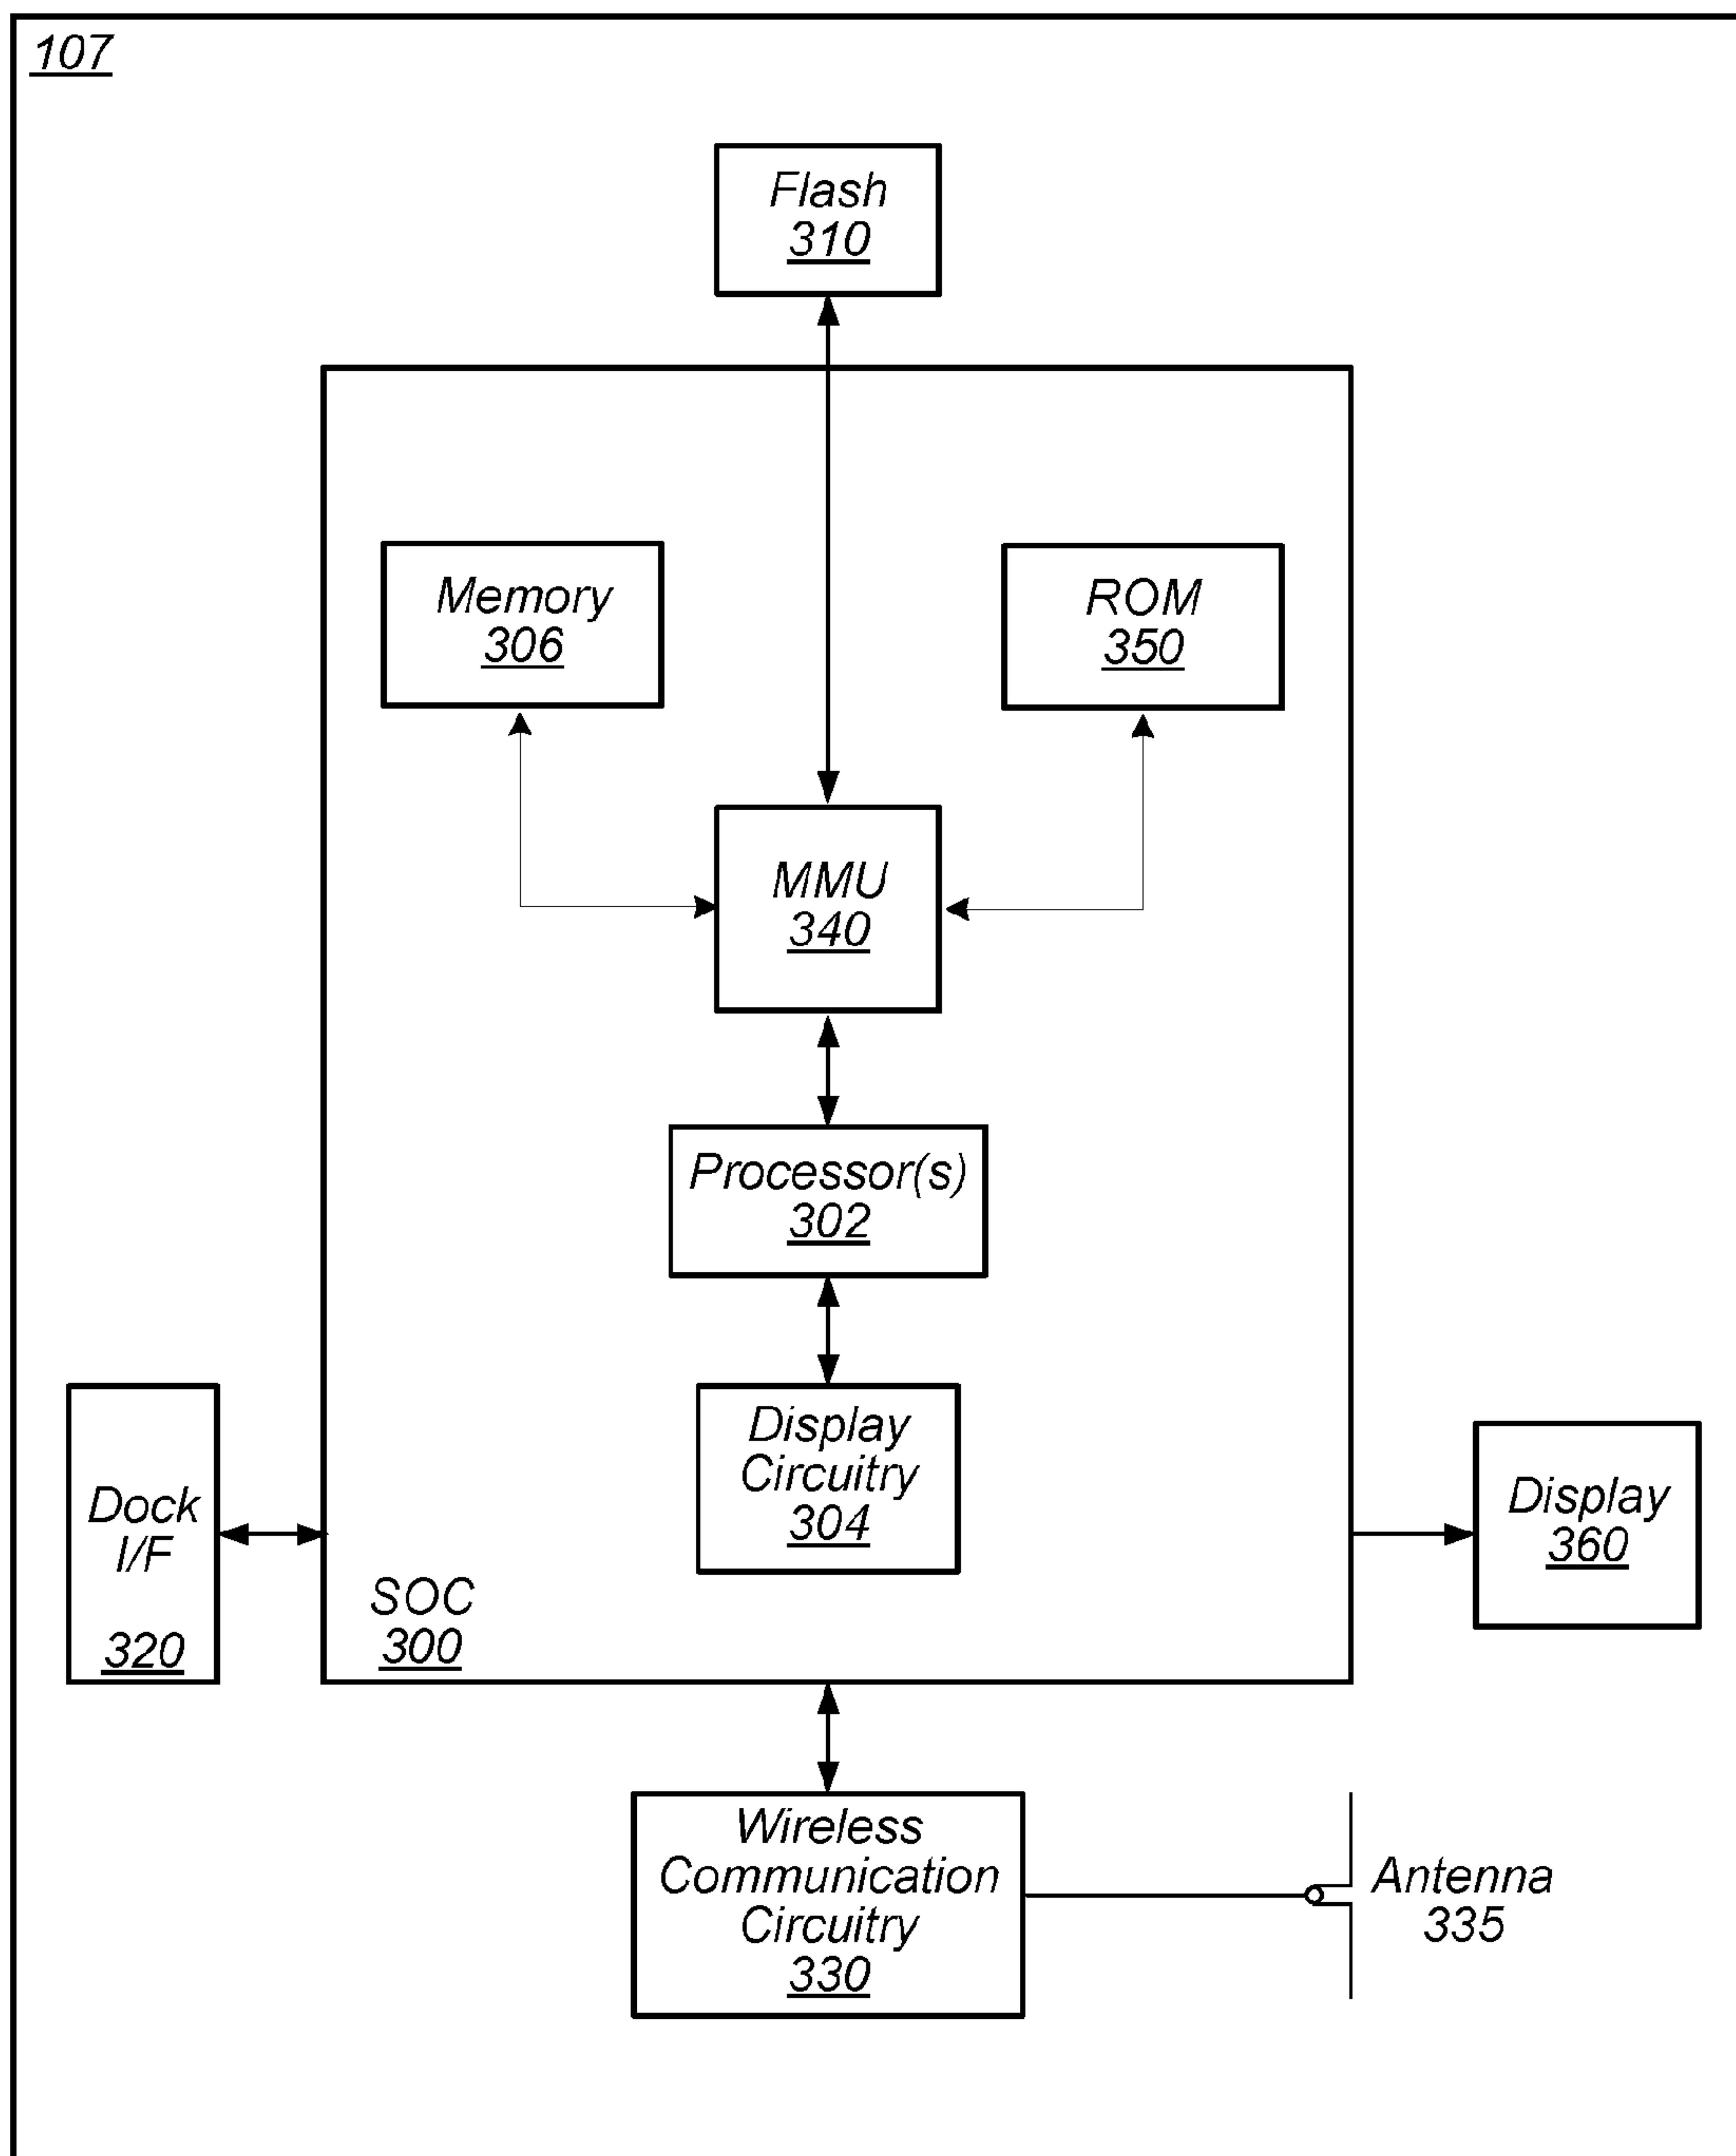 107
Flash
310
Memory
306
ROM
350
MMU
340
Processor(s)
302
Display
Circuitry
304
Dock
I/F
320
SOC
300
Display
360
Wireless
Communication
Circuitry
330
Antenna
335